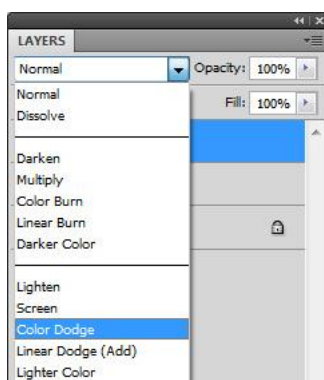 LAYERS
Normal Opacity: 100%
Normal Fill: 100%
Dissolve
Darken
Multiply
Color Burn
Linear Burn
Darker Color
Lighten
Screen
Color Dodge
Linear Dodge (Add)
Lighter Color